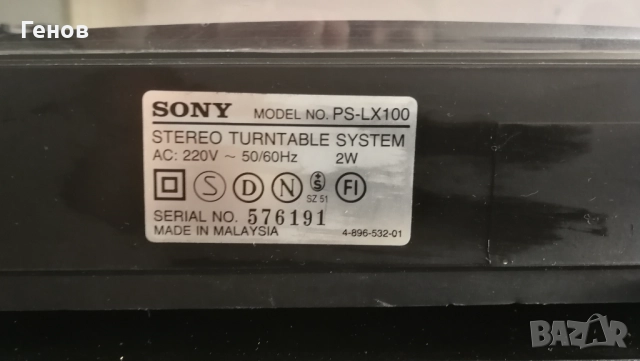 Генов
SONY MODEL NO. PS-LX100
STEREO TURNTABLE SYSTEM
AC: 220V ~ 50/60Hz 2W
S D N S FI
SZ 51
SERIAL NO. 576191
MADE IN MALAYSIA 4-896-532-01
BAZAR